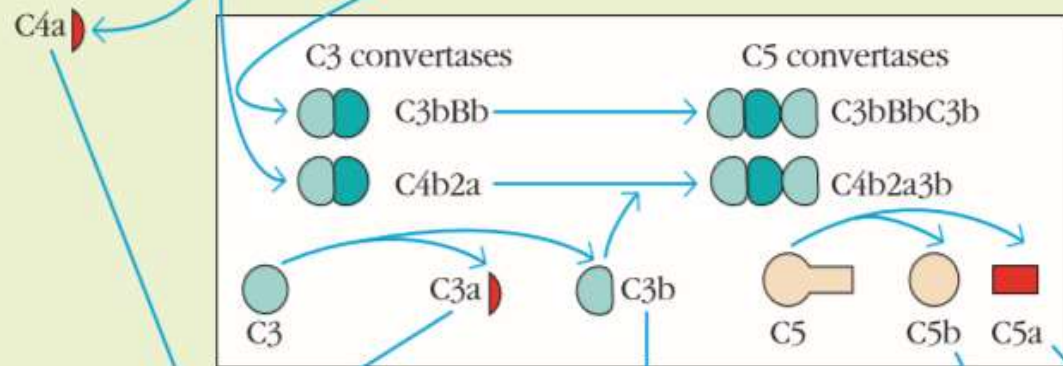 C4a
C3 convertases
C5 convertases
C3bBb
C3bBbC3b
C4b2a
C4b2a3b
C3a
C3b
C3
C5
C5b
C5a